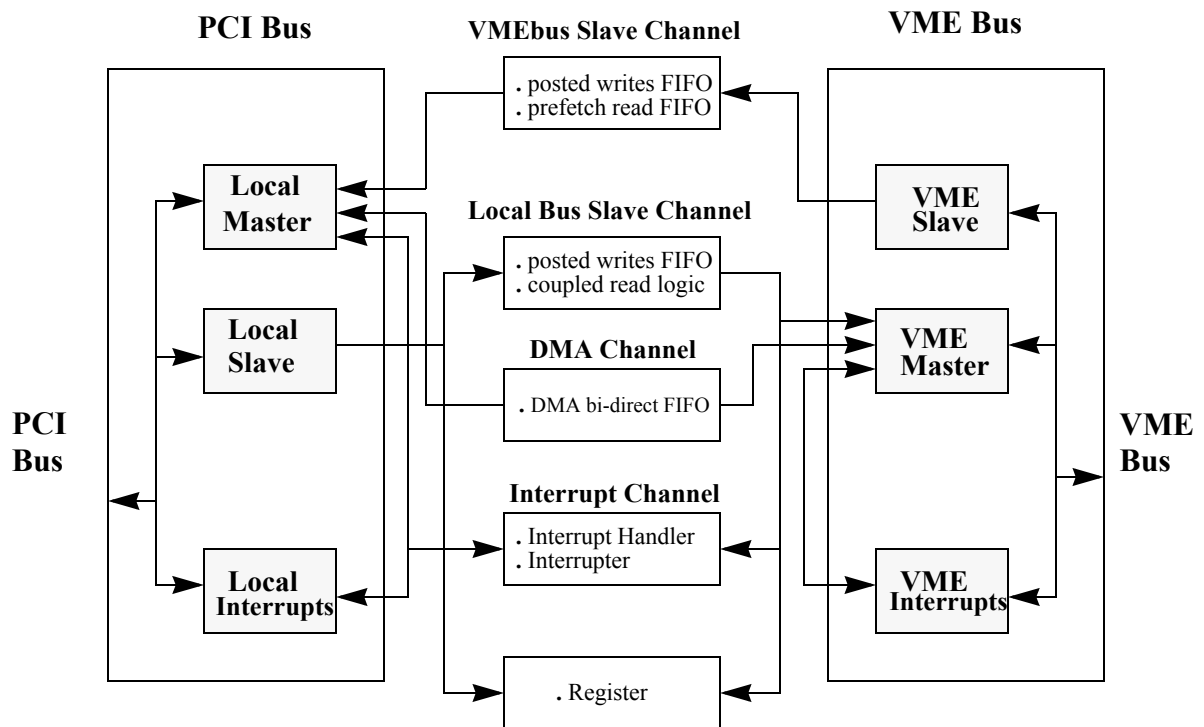 PCI Bus
VMEbus Slave Channel
VME Bus
. posted writes FIFO
. prefetch read FIFO
Local
Master
VME
Slave
Local Bus Slave Channel
. posted writes FIFO
. coupled read logic
Local
Slave
VME
Master
DMA Channel
. DMA bi-direct FIFO
PCI
Bus
VME
Bus
Interrupt Channel
. Interrupt Handler
. Interrupter
Local
Interrupts
VME
Interrupts
. Register